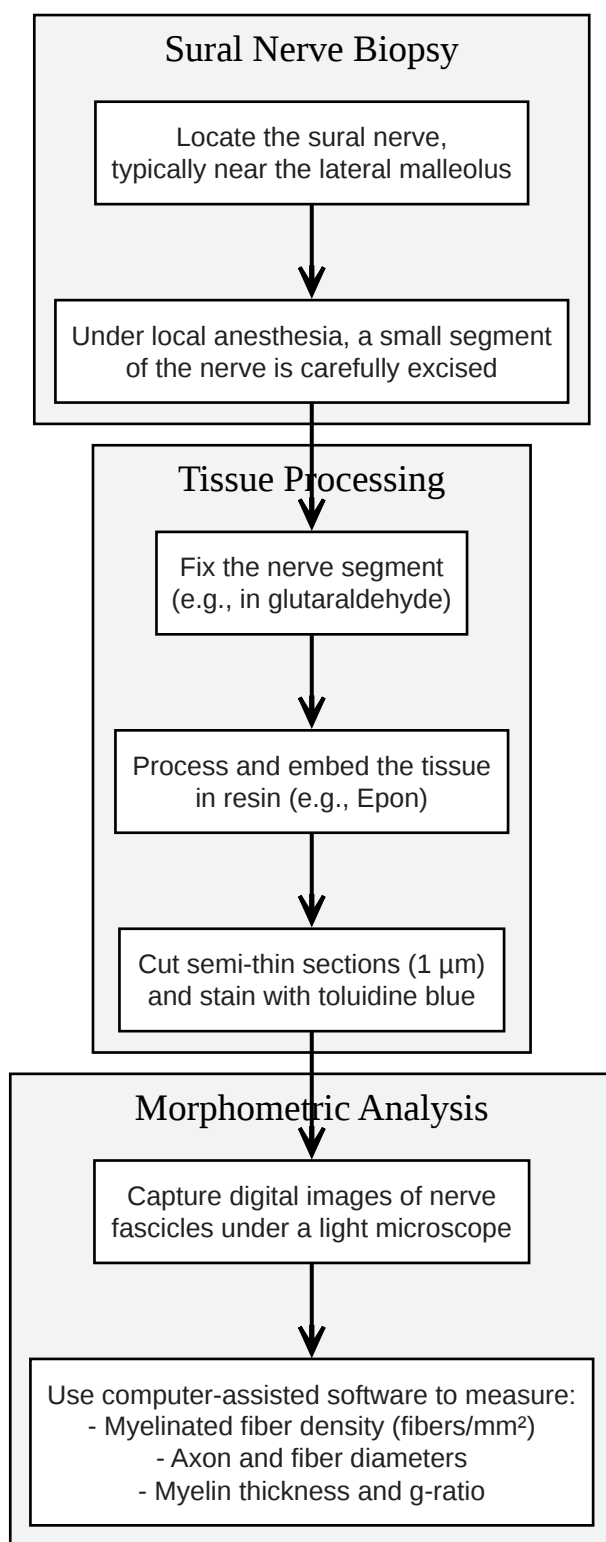 Sural Nerve Biopsy
Locate the sural nerve,
typically near the lateral malleolus
Under local anesthesia, a small segment
of the nerve is carefully excised
Tissue Processing
Fix the nerve segment
(e.g., in glutaraldehyde)
Process and embed the tissue
in resin (e.g., Epon)
Cut semi-thin sections (1 µm)
and stain with toluidine blue
Morphometric Analysis
Capture digital images of nerve
fascicles under a light microscope
Use computer-assisted software to measure:
- Myelinated fiber density (fibers/mm²)
- Axon and fiber diameters
- Myelin thickness and g-ratio